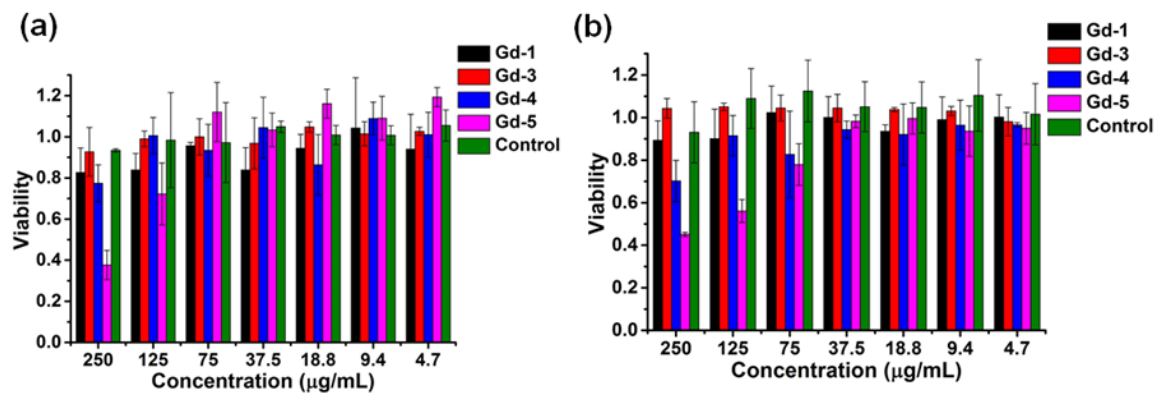 (a)
Gd-1
Gd-3
Gd-4
Gd-5
Control
Viability
1.2
1.0
0.8
0.6
0.4
0.2
0.0
250 125 75 37.5 18.8 9.4 4.7
Concentration (μg/mL)
(b)
Gd-1
Gd-3
Gd-4
Gd-5
Control
Viability
1.2
1.0
0.8
0.6
0.4
0.2
0.0
250 125 75 37.5 18.8 9.4 4.7
Concentration (μg/mL)